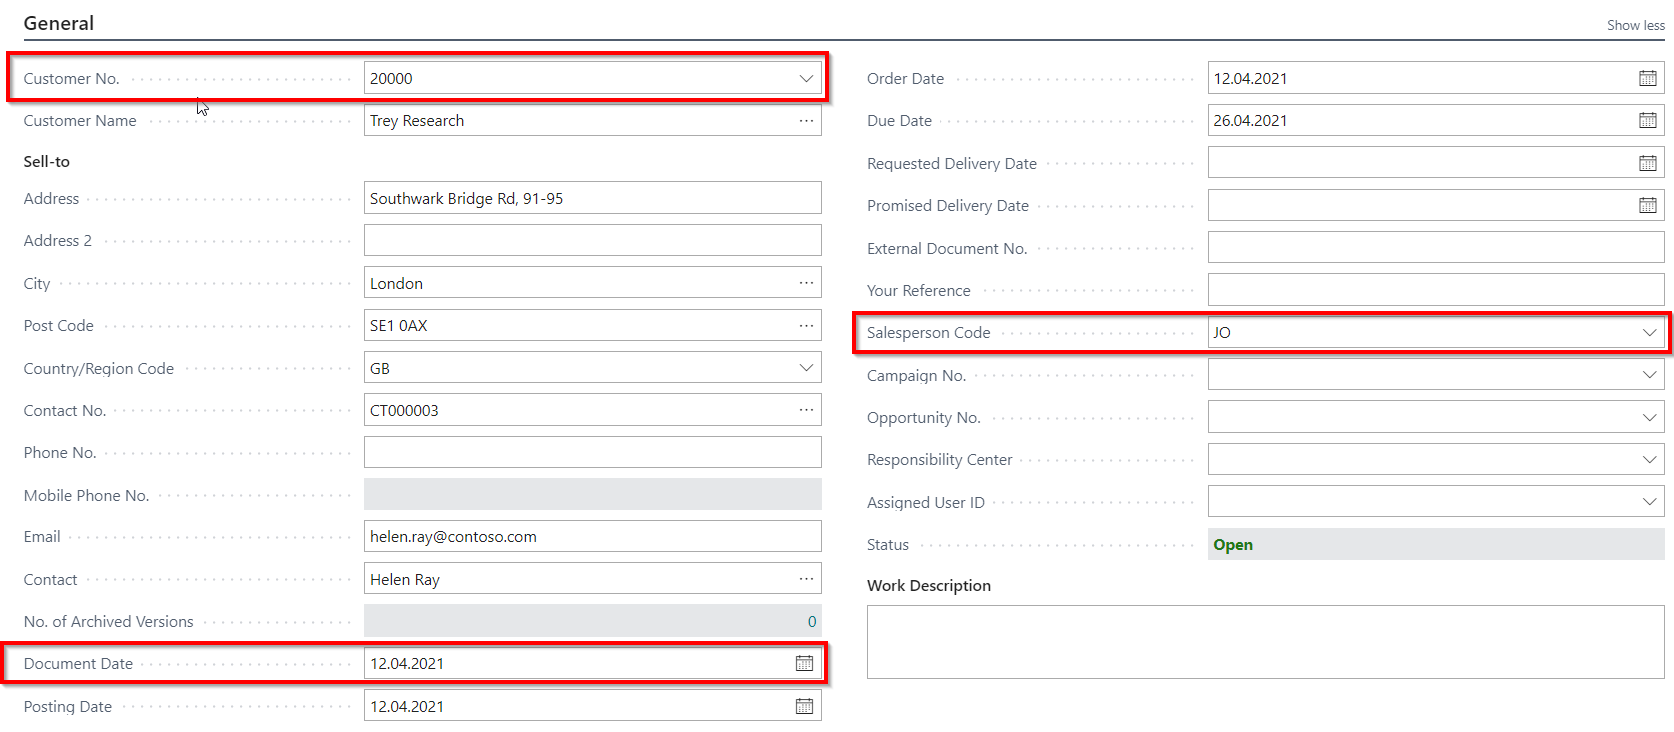 General
Show less
Customer No. 20000
Customer Name Trey Research
Sell-to
Address Southwark Bridge Rd, 91-95
Address 2
City London
Post Code SE1 0AX
Country/Region Code GB
Contact No. CT000003
Phone No.
Mobile Phone No.
Email helen.ray@contoso.com
Contact Helen Ray
No. of Archived Versions 0
Document Date 12.04.2021
Posting Date 12.04.2021
Order Date 12.04.2021
Due Date 26.04.2021
Requested Delivery Date
Promised Delivery Date
External Document No.
Your Reference
Salesperson Code JO
Campaign No.
Opportunity No.
Responsibility Center
Assigned User ID
Status Open
Work Description